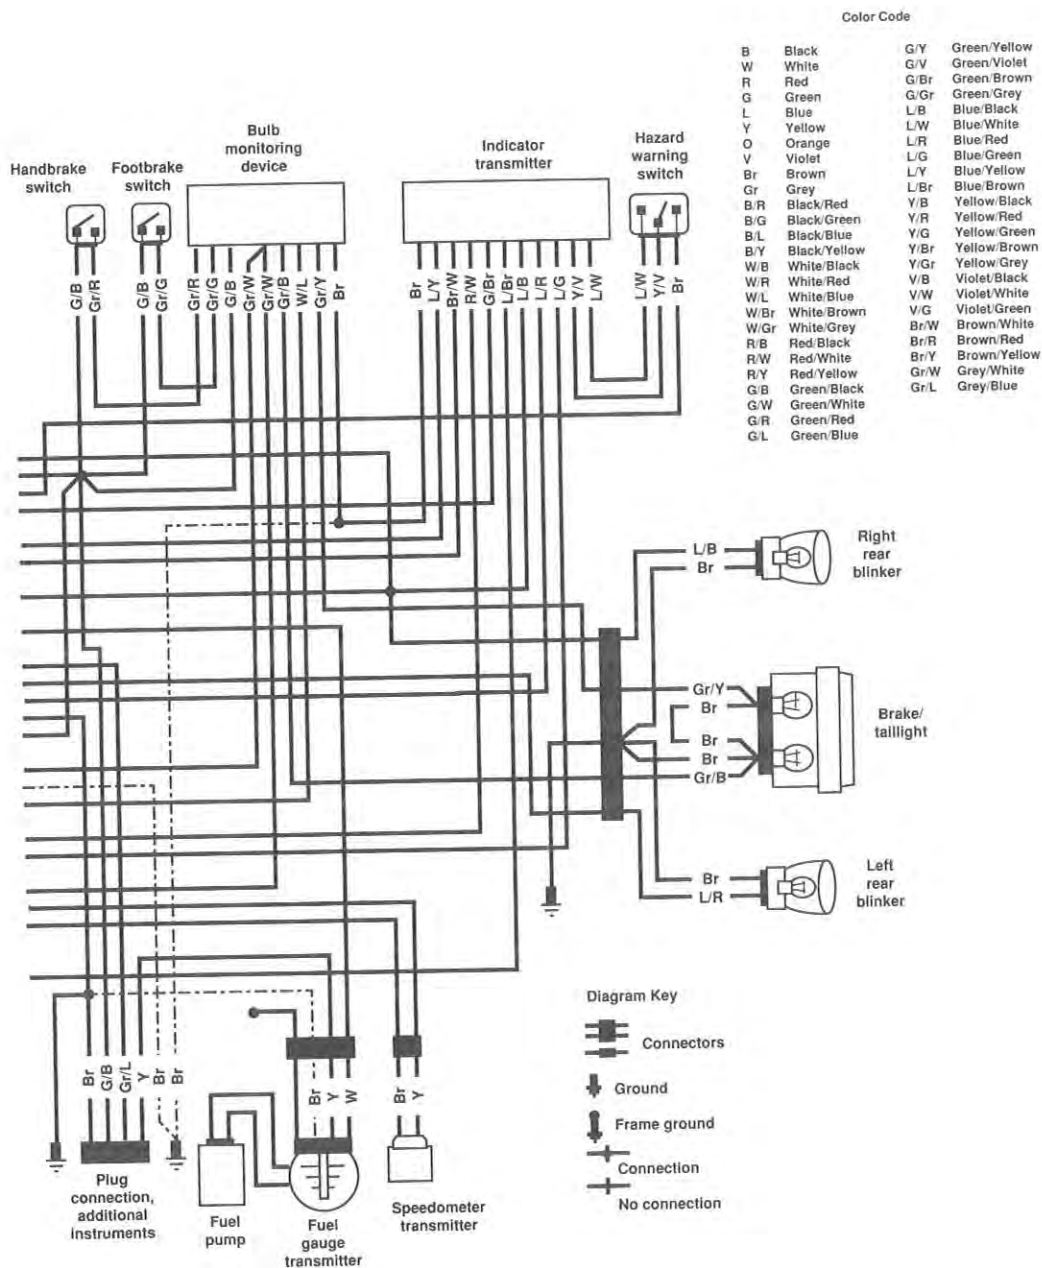 Color Code
B Black
W White
R Red
G Green
L Blue
Y Yellow
O Orange
V Violet
Br Brown
Gr Grey
B/R Black/Red
B/G Black/Green
B/L Black/Blue
B/Y Black/Yellow
W/B White/Black
W/R White/Red
W/L White/Blue
W/Br White/Brown
W/Gr White/Grey
R/B Red/Black
R/W Red/White
R/Y Red/Yellow
G/B Green/Black
G/W Green/White
G/R Green/Red
G/L Green/Blue
G/Y Green/Yellow
G/V Green/Violet
G/Br Green/Brown
G/Gr Green/Grey
L/B Blue/Black
L/W Blue/White
L/R Blue/Red
L/G Blue/Green
L/Y Blue/Yellow
L/Br Blue/Brown
Y/B Yellow/Black
Y/R Yellow/Red
Y/G Yellow/Green
Y/Br Yellow/Brown
Y/Gr Yellow/Grey
V/B Violet/Black
V/W Violet/White
V/G Violet/Green
Br/W Brown/White
Br/R Brown/Red
Br/Y Brown/Yellow
Gr/W Grey/White
Gr/L Grey/Blue
Handbrake
switch
Footbrake
switch
Bulb
monitoring
device
Indicator
transmitter
Hazard
warning
switch
G/B
Gr/R
G/B
Gr/G
Gr/R
Gr/G
G/B
Gr/W
Gr/W
Gr/B
W/L
Gr/Y
Br
Br
L/Y
Br/W
R/W
G/Br
L/Br
L/B
L/R
L/G
Y/V
L/W
L/W
Y/V
Br
L/B
Br
Right
rear
blinker
Gr/Y
Br
Br
Br
Gr/B
Brake/
taillight
Br
L/R
Left
rear
blinker
Br
G/B
Gr/L
Y
Br
Br
Br
Y
W
Br
Y
Plug
connection,
additional
instruments
Fuel
pump
Fuel
gauge
transmitter
Speedometer
transmitter
Diagram Key
Connectors
Ground
Frame ground
Connection
No connection